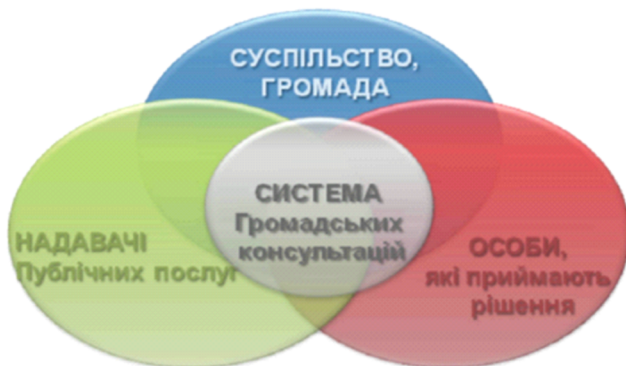 СУСПІЛЬСТВО,
ГРОМАДА
СИСТЕМА
Громадських
консультацій
НАДАВАЧІ
Публічних послуг
ОСОБИ,
які приймають
рішення